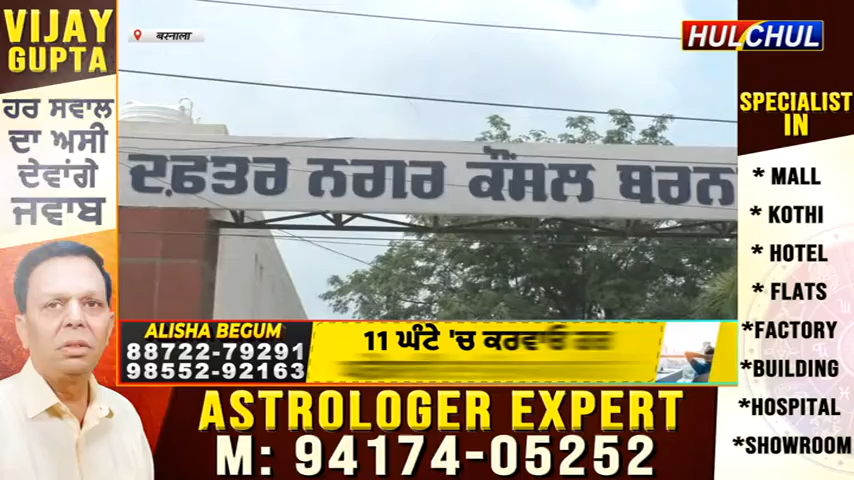 VIJAY
GUPTA
ਹਰ ਸਵਾਲ
ਦਾ ਅਸੀ
ਦੇਵਾਂਗੇ
ਜਵਾਬ
ਬਰਨਾਲਾ
HULCHUL
ਦਫ਼ਤਰ ਨਗਰ ਕੌਂਸਲ
SPECIALIST
IN
* MALL
* KOTHI
* HOTEL
* FLATS
*FACTORY
*BUILDING
*HOSPITAL
*SHOWROOM
ALISHA BEGUM
88722-79291
98552-92163
11 ਘੰਟੇ 'ਚ ਕਰਵਾਓ
ASTROLOGER EXPERT
M: 94174-05252